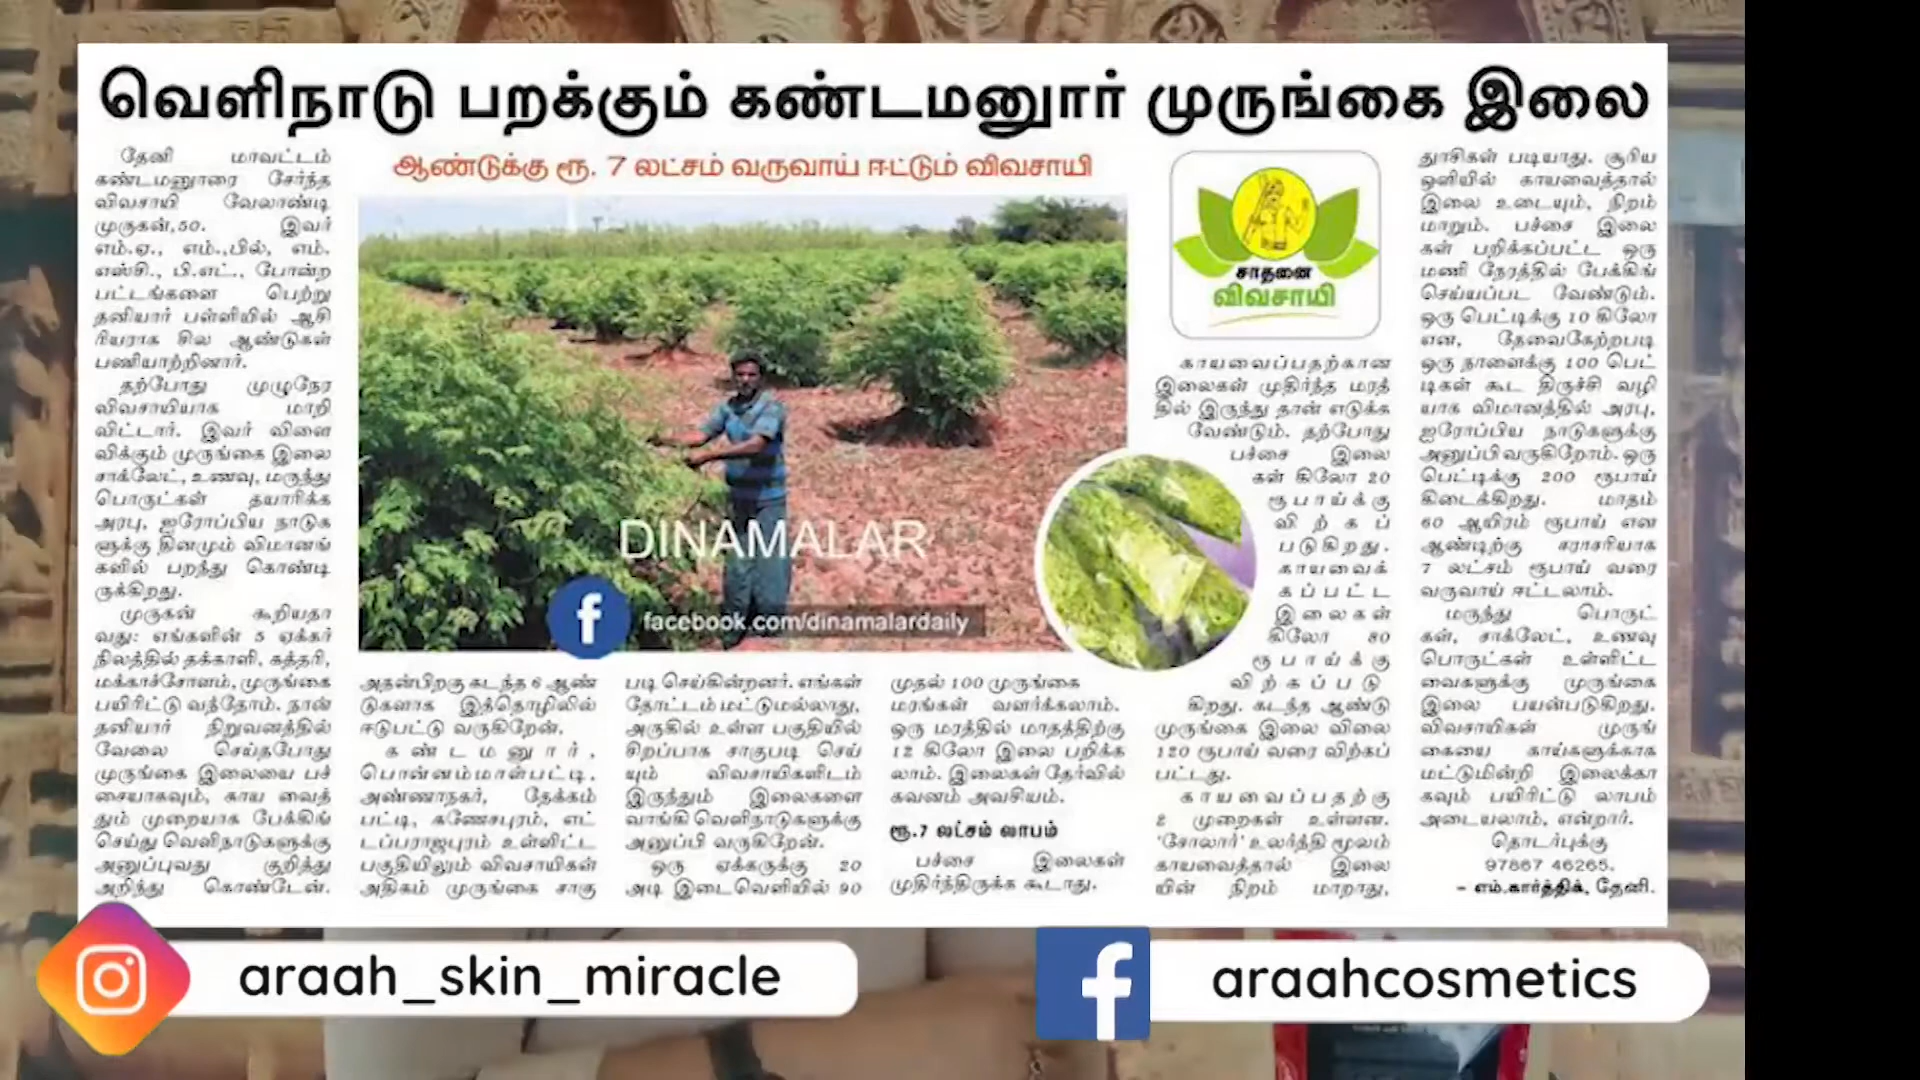 வெளிநாடு பறக்கும் கண்டமனுார் முருங்கை இலை
ஆண்டுக்கு ரூ. 7 லட்சம் வருவாய் ஈட்டும் விவசாயி
தேனி மாவட்டம்
கண்டமனுாரை சேர்ந்த
விவசாயி வேலாண்டி
முருகன்,50. இவர்
எம்.ஏ., எம்.,பில், எம்.
எஸ்சி., பி.எட்., போன்ற
பட்டங்களை பெற்று
தனியார் பள்ளியில் ஆசி
ரியராக சில ஆண்டுகள்
பணியாற்றினார்.
தற்போது முழுநேர
விவசாயியாக மாறி
விட்டார். இவர் விளை
விக்கும் முருங்கை இலை
சாக்லேட், உணவு, மருந்து
பொருட்கள் தயாரிக்க
அரபு, ஐரோப்பிய நாடுக
ளுக்கு தினமும் விமானங்
களில் பறந்து கொண்டி
ருக்கிறது.
முருகன் கூறியதா
வது: எங்களின் 5 ஏக்கர்
நிலத்தில் தக்காளி, கத்தரி,
மக்காச்சோளம், முருங்கை
பயிரிட்டு வந்தோம். நான்
தனியார் நிறுவனத்தில்
வேலை செய்தபோது
முருங்கை இலையை பச்
சையாகவும், காய வைத்
தும் முறையாக பேக்கிங்
செய்து வெளிநாடுகளுக்கு
அனுப்புவது குறித்து
அறிந்து கொண்டேன்.
DINAMALAR
facebook.com/dinamalardaily
அதன்பிறகு கடந்த 6 ஆண்
டுகளாக இத்தொழிலில்
ஈடுபட்டு வருகிறேன்.
கண்டமனுார்,
பொன்னம்மாள்பட்டி,
அண்ணாநகர், தேக்கம்
பட்டி, கணேசபுரம், எட்
டப்பராஜபுரம் உள்ளிட்ட
பகுதியிலும் விவசாயிகள்
அதிகம் முருங்கை சாகு
படி செய்கின்றனர். எங்கள்
தோட்டம் மட்டுமல்லாது,
அருகில் உள்ள பகுதியில்
சிறப்பாக சாகுபடி செய்
யும் விவசாயிகளிடம்
இருந்தும் இலைகளை
வாங்கி வெளிநாடுகளுக்கு
அனுப்பி வருகிறேன்.
ஒரு ஏக்கருக்கு 20
அடி இடைவெளியில் 90
முதல் 100 முருங்கை
மரங்கள் வளர்க்கலாம்.
ஒரு மரத்தில் மாதத்திற்கு
12 கிலோ இலை பறிக்க
லாம். இலைகள் தேர்வில்
கவனம் அவசியம்.
ரூ.7 லட்சம் லாபம்
பச்சை இலைகள்
முதிர்ந்திருக்க கூடாது.
சாதனை
விவசாயி
காயவைப்பதற்கான
இலைகள் முதிர்ந்த மரத்
தில் இருந்து தான் எடுக்க
வேண்டும். தற்போது
பச்சை இலை
கள் கிலோ 20
ரூபாய்க்கு
விற்கப்
படுகிறது.
காயவைக்
கப்பட்ட
இலைகள்
கிலோ 80
ரூபாய்க்கு
விற்கப்படு
கிறது. கடந்த ஆண்டு
முருங்கை இலை விலை
120 ரூபாய் வரை விற்கப்
பட்டது.
காயவைப்பதற்கு
2 முறைகள் உள்ளன.
'சோலார்' உலர்த்தி மூலம்
காயவைத்தால் இலை
யின் நிறம் மாறாது,
துாசிகள் படியாது. சூரிய
ஒளியில் காயவைத்தால்
இலை உடையும், நிறம்
மாறும். பச்சை இலை
கள் பறிக்கப்பட்ட ஒரு
மணி நேரத்தில் பேக்கிங்
செய்யப்பட வேண்டும்.
ஒரு பெட்டிக்கு 10 கிலோ
என, தேவைகேற்றபடி
ஒரு நாளைக்கு 100 பெட்
டிகள் கூட திருச்சி வழி
யாக விமானத்தில் அரபு,
ஐரோப்பிய நாடுகளுக்கு
அனுப்பி வருகிறோம். ஒரு
பெட்டிக்கு 200 ரூபாய்
கிடைக்கிறது. மாதம்
60 ஆயிரம் ரூபாய் என
ஆண்டிற்கு சராசரியாக
7 லட்சம் ரூபாய் வரை
வருவாய் ஈட்டலாம்.
மருந்து பொருட்
கள், சாக்லேட், உணவு
பொருட்கள் உள்ளிட்ட
வைகளுக்கு முருங்கை
இலை பயன்படுகிறது.
விவசாயிகள் முருங்
கையை காய்களுக்காக
மட்டுமின்றி இலைக்கா
கவும் பயிரிட்டு லாபம்
அடையலாம், என்றார்.
தொடர்புக்கு
97867 46265.
– எம்.கார்த்திக், தேனி.
araah_skin_miracle
araahcosmetics